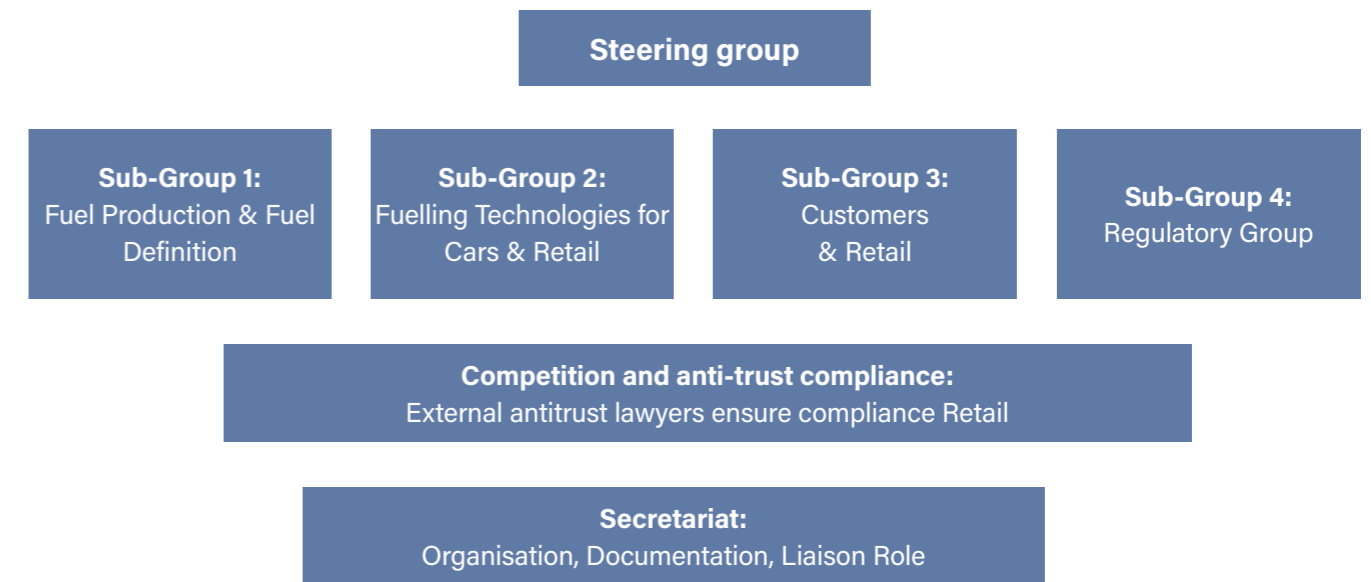 Steering group
Sub-Group 1:
Fuel Production & Fuel
Definition
Sub-Group 2:
Fuelling Technologies for
Cars & Retail
Sub-Group 3:
Customers
& Retail
Sub-Group 4:
Regulatory Group
Competition and anti-trust compliance:
External antitrust lawyers ensure compliance Retail
Secretariat:
Organisation, Documentation, Liaison Role